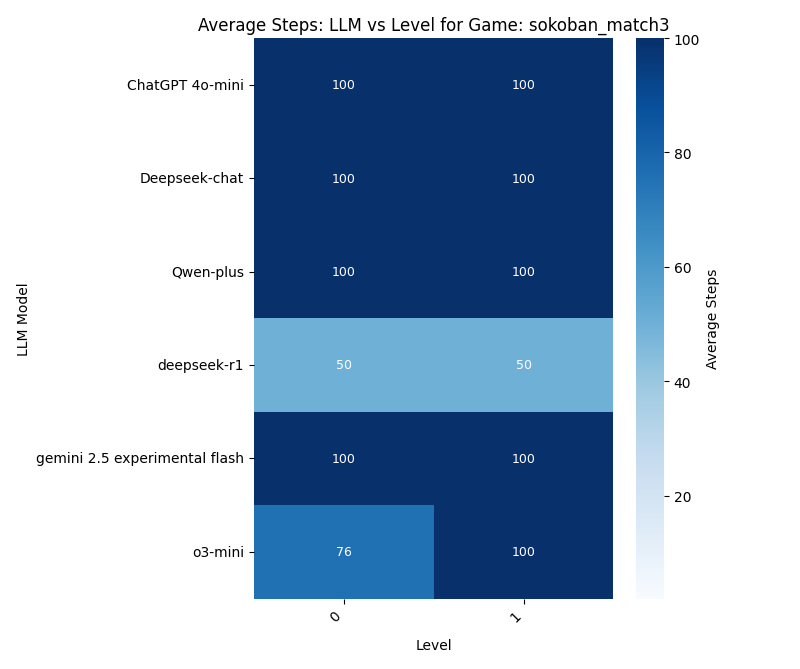 Average Steps: LLM vs Level for Game: sokoban_match3
LLM Model
ChatGPT 4o-mini 100 100
Deepseek-chat 100 100
Qwen-plus 100 100
deepseek-r1 50 50
gemini 2.5 experimental flash 100 100
o3-mini 76 100
0 1
Level
100
80
60
40
20
Average Steps